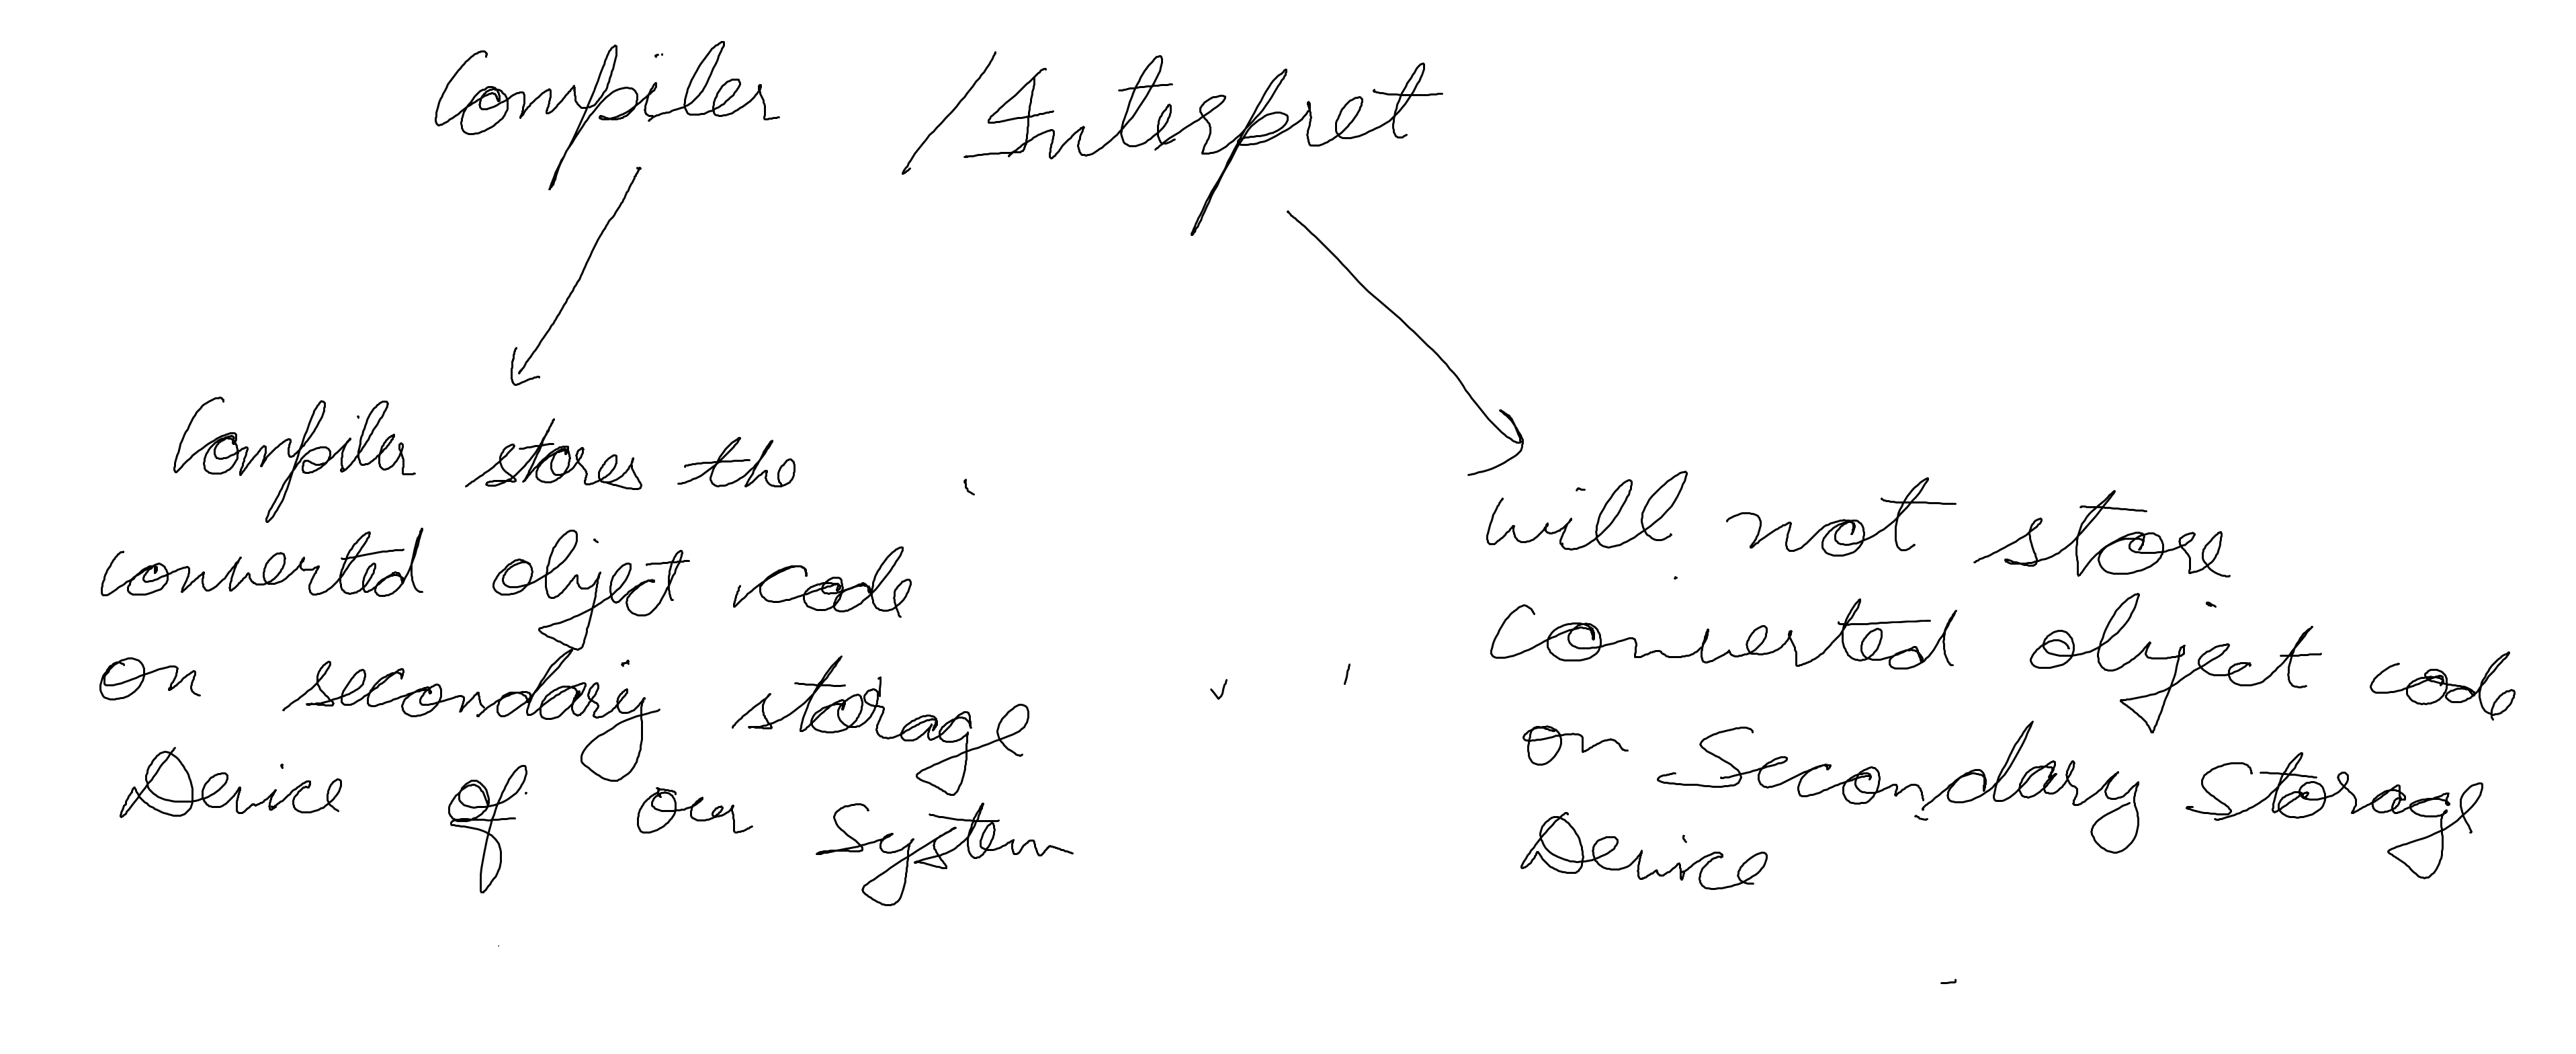 Compiler / Interpret
Compiler stores the
converted object code
on secondary storage
Device of our System
will not store
converted object code
on Secondary Storage
Device